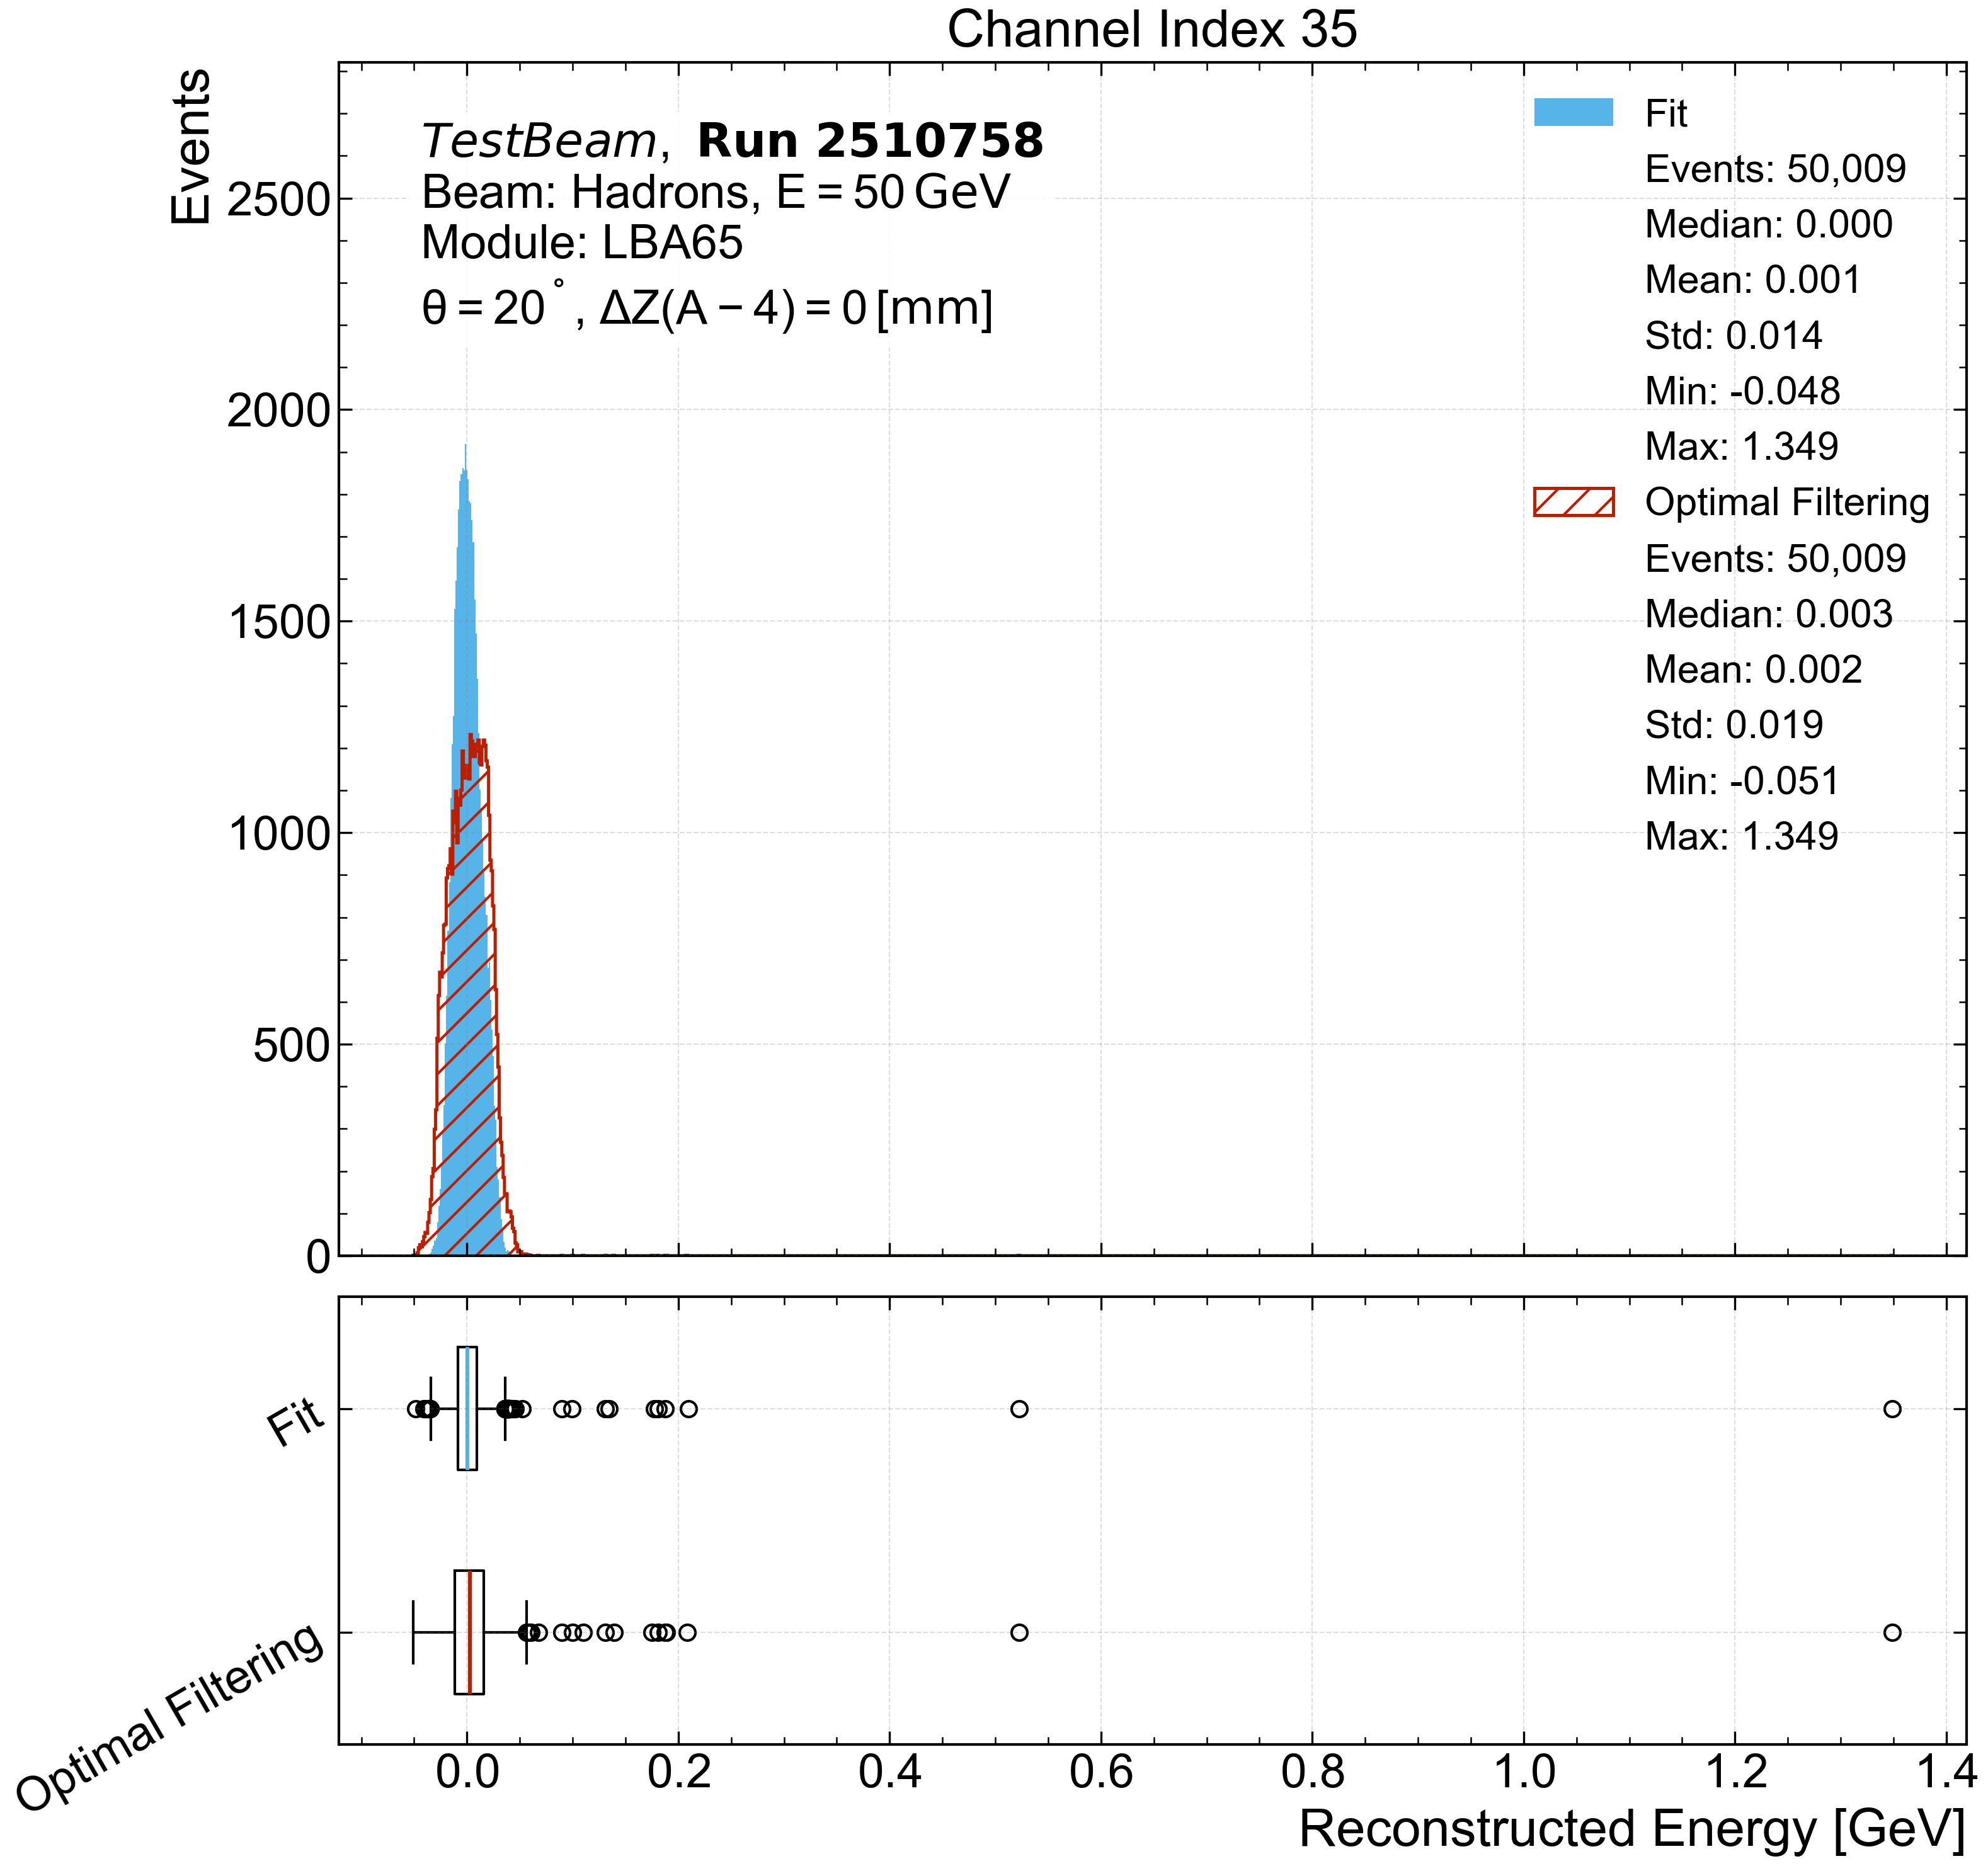 Channel Index 35
Events
TestBeam, Run 2510758
Beam: Hadrons, E = 50 GeV
Module: LBA65
θ = 20°, ΔZ(A − 4) = 0 [mm]
Fit
Events: 50,009
Median: 0.000
Mean: 0.001
Std: 0.014
Min: -0.048
Max: 1.349
Optimal Filtering
Events: 50,009
Median: 0.003
Mean: 0.002
Std: 0.019
Min: -0.051
Max: 1.349
2500
2000
1500
1000
500
0
Fit
Optimal Filtering
0.0 0.2 0.4 0.6 0.8 1.0 1.2 1.4
Reconstructed Energy [GeV]